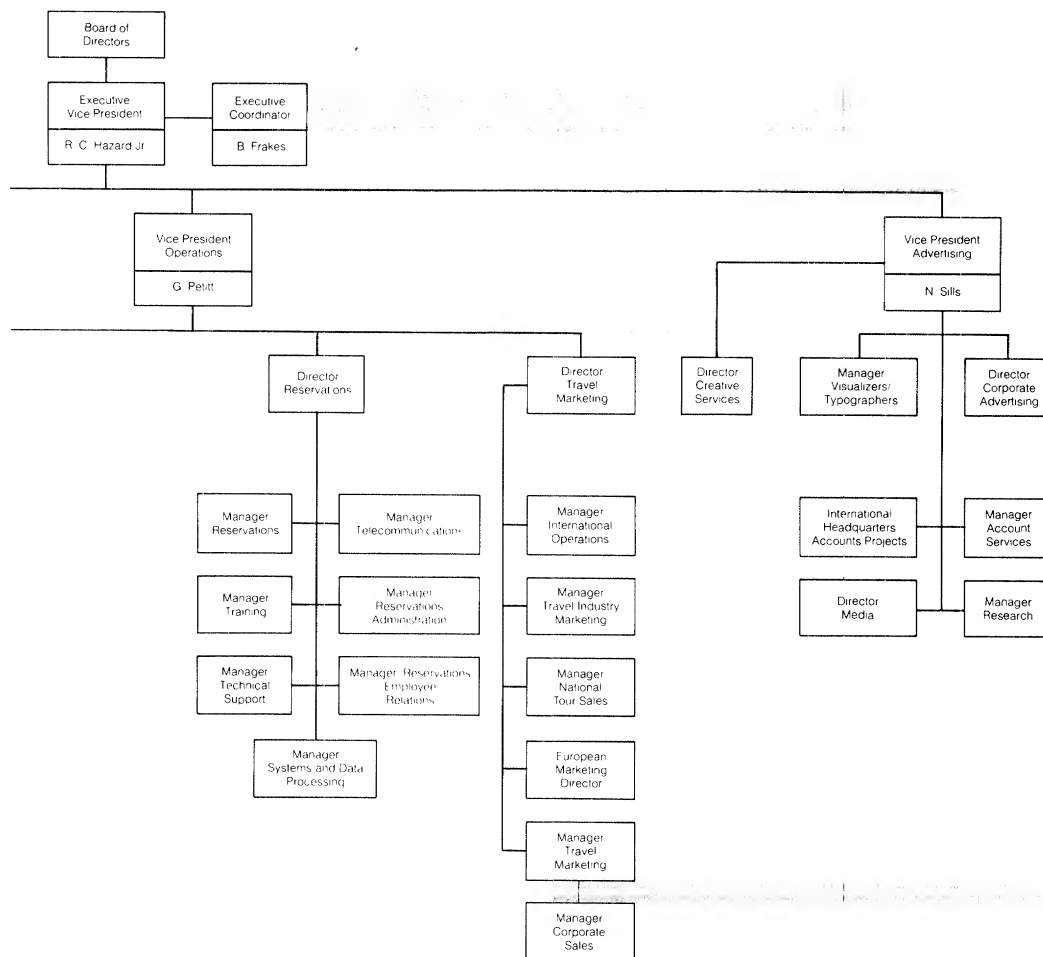 Board of
Directors
Executive
Vice President
R. C. Hazard Jr
Executive
Coordinator
B. Frakes
Vice President
Operations
G. Petitt
Vice President
Advertising
N. Sills
Director
Reservations
Director
Travel
Marketing
Director
Creative
Services
Manager
Visualizers/
Typographers
Director
Corporate
Advertising
Manager
Reservations
Manager
Telecommunications
Manager
International
Operations
International
Headquarters
Accounts Projects
Manager
Account
Services
Manager
Training
Manager
Reservations
Administration
Manager
Travel Industry
Marketing
Director
Media
Manager
Research
Manager
Technical
Support
Manager Reservations
Employee
Relations
Manager
National
Tour Sales
Manager
Systems and Data
Processing
European
Marketing
Director
Manager
Travel
Marketing
Manager
Corporate
Sales